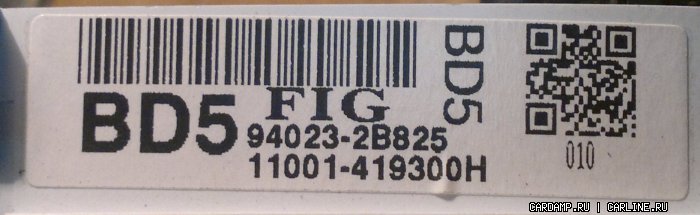 BD5
FIG
94023-2B825
11001-419300H
BD5
010
CARDAMP.RU | CARLINE.RU